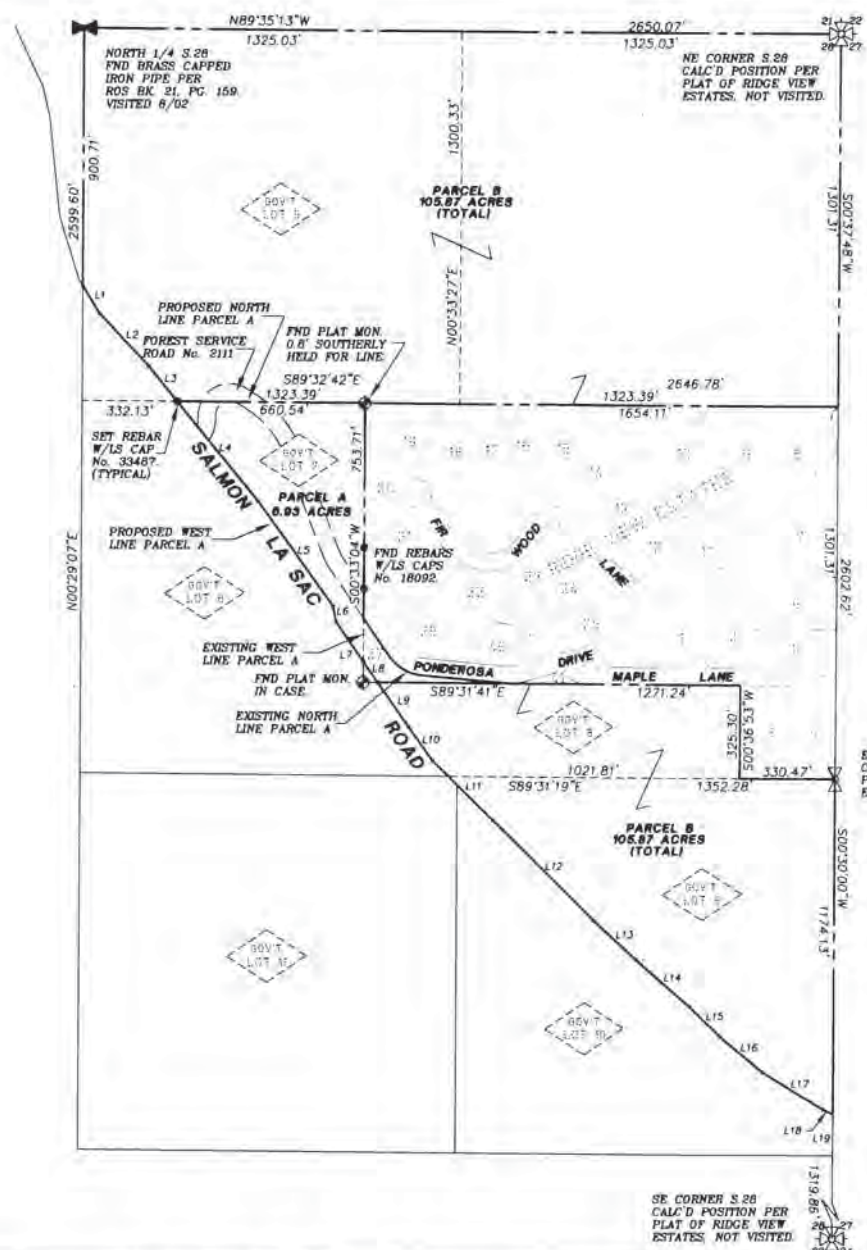 N89°35'13"W
2650.07'
1325.03'
1325.03'
21 22
28 27
NORTH 1/4 S.28
FND BRASS CAPPED
IRON PIPE PER
ROS BK. 21, PG. 159.
VISITED 8/02
NE CORNER S.28
CALC'D POSITION PER
PLAT OF RIDGE VIEW
ESTATES, NOT VISITED.
900.71'
2599.60'
1300.33'
N00°33'27"E
1301.31'
S00°37'48"W
GOV'T
LOT 5
PARCEL B
105.87 ACRES
(TOTAL)
L1
L2
L3
PROPOSED NORTH
LINE PARCEL A
FOREST SERVICE
ROAD No. 2111
FND PLAT MON.
0.8' SOUTHERLY
HELD FOR LINE.
S89°32'42"E
1323.39'
660.54'
2646.78'
1323.39'
1654.11'
332.13'
SET REBAR
W/LS CAP
No. 33487.
(TYPICAL)
L4
SALMON LA SAC ROAD
GOV'T
PARCEL A
6.93 ACRES
753.71'
S00°33'04"W
FND REBARS
W/LS CAPS
No. 18092.
FIR WOOD LANE
RIDGE VIEW ESTATES
1301.31'
2602.62'
PROPOSED WEST
LINE PARCEL A
L5
N00°29'07"E
GOV'T
L6
EXISTING WEST
LINE PARCEL A
L7
L8
FND PLAT MON.
IN CASE.
PONDEROSA DRIVE
MAPLE LANE
S89°31'41"E
1271.24'
EXISTING NORTH
LINE PARCEL A
L9
L10
GOV'T
325.30'
S00°36'53"W
1021.81'
330.47'
L11
S89°31'19"E
1352.28'
PARCEL B
105.87 ACRES
(TOTAL)
S00°30'00"W
1174.13'
L12
GOV'T
L13
GOV'T
L14
GOV'T
LOT 10
L15
L16
L17
L18
L19
1319.86'
SE CORNER S.28
CALC'D POSITION PER
PLAT OF RIDGE VIEW
ESTATES, NOT VISITED.
28 27